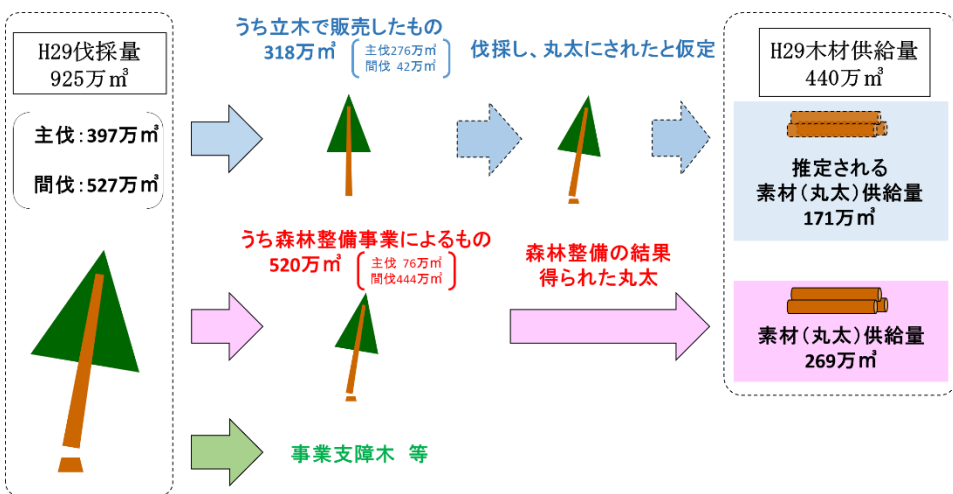 H29伐採量
925万㎥
主伐：397万㎥
間伐：527万㎥
うち立木で販売したもの
318万㎥
主伐276万㎥
間伐 42万㎥
伐採し、丸太にされたと仮定
H29木材供給量
440万㎥
推定される
素材（丸太）供給量
171万㎥
うち森林整備事業によるもの
520万㎥
主伐 76万㎥
間伐444万㎥
森林整備の結果
得られた丸太
素材（丸太）供給量
269万㎥
事業支障木 等